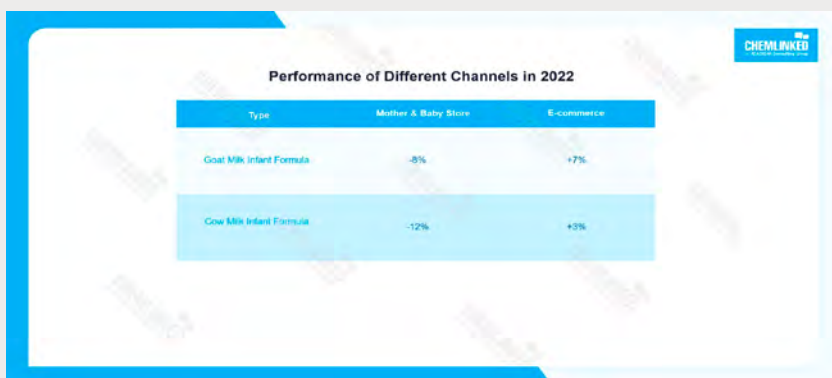 CHEMLINKED
Performance of Different Channels in 2022
Type Mother & Baby Store E-commerce
Goat Milk Infant Formula -8% +7%
Cow Milk Infant Formula -12% +3%